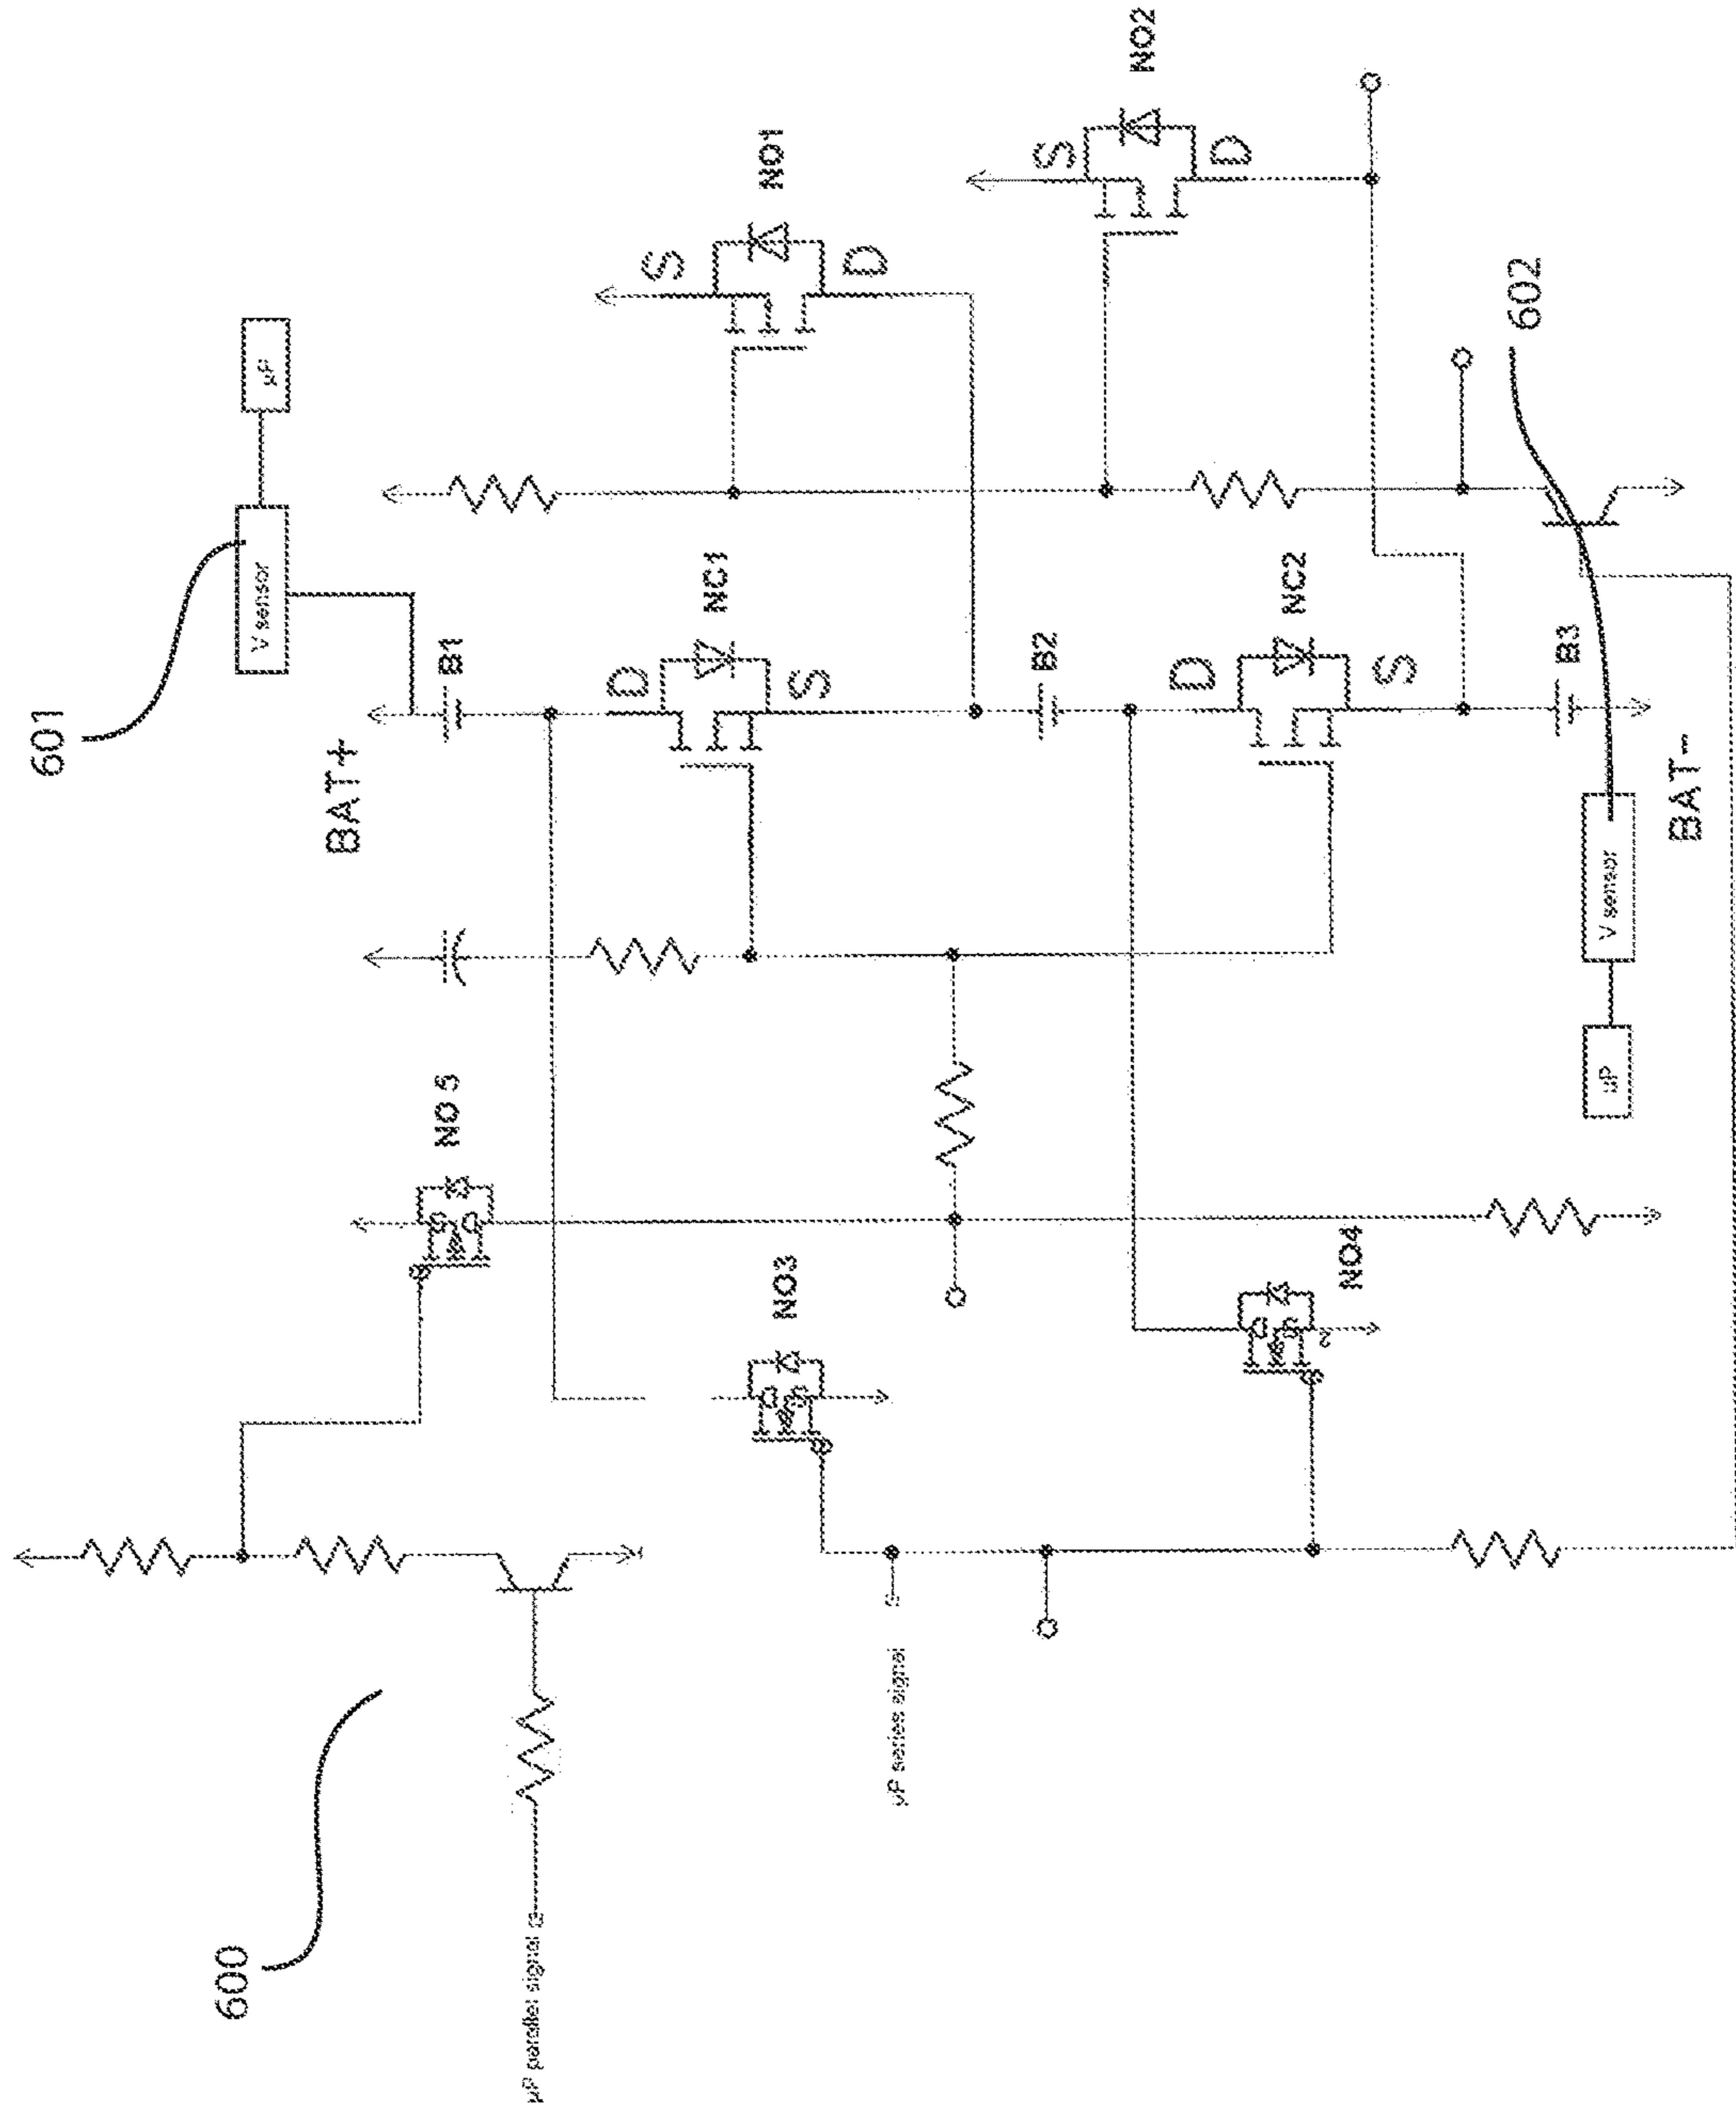 600
601
BAT+
V sensor
µP
B1
NO 5
NC1
D
S
NO1
S
D
NO3
B2
NO2
S
D
NC2
D
S
NO4
2
B3
µP parallel signal
µP series signal
µP
V sensor
BAT-
602